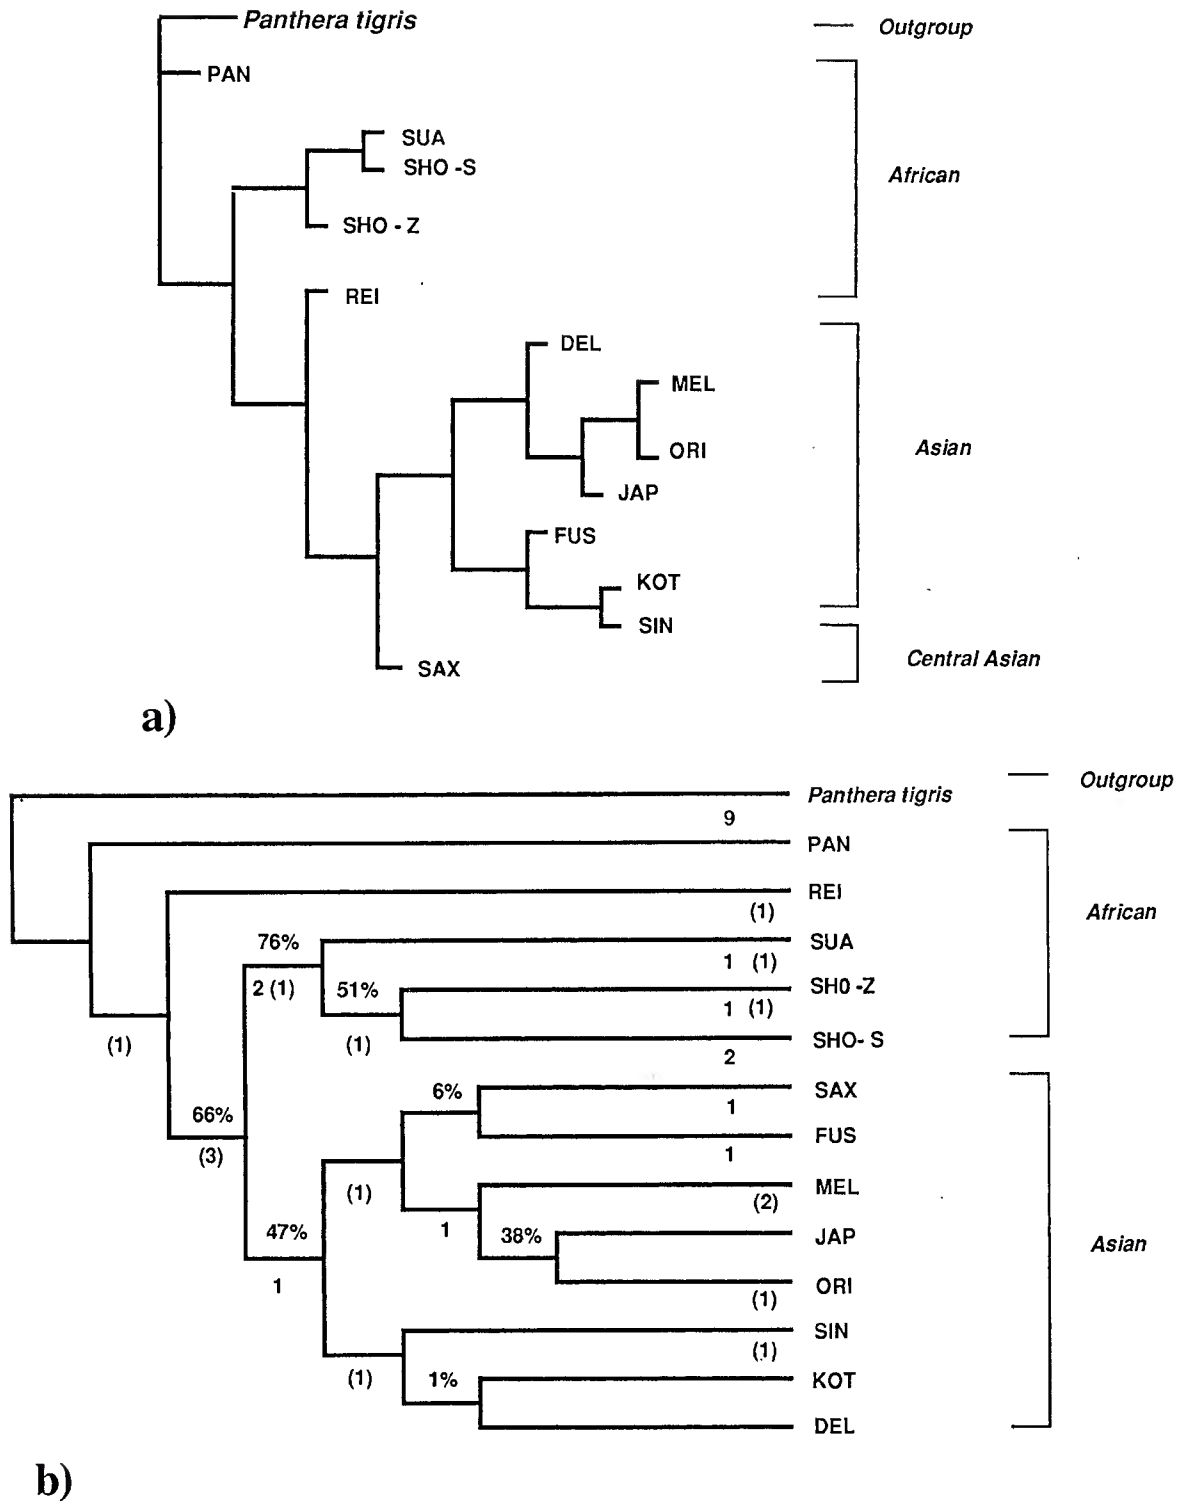 Panthera tigris
Outgroup
PAN
SUA
SHO -S
African
SHO - Z
REI
DEL
MEL
ORI
Asian
JAP
FUS
KOT
SIN
SAX
Central Asian
a)
Outgroup
Panthera tigris
9
PAN
REI
(1)
African
76%
SUA
2 (1)
1 (1)
51%
SH0 -Z
1 (1)
(1)
(1)
SHO- S
2
6%
SAX
1
66%
(3)
FUS
1
(1)
MEL
(2)
47%
1
38%
JAP
Asian
1
ORI
(1)
SIN
(1)
(1)
1%
KOT
DEL
b)